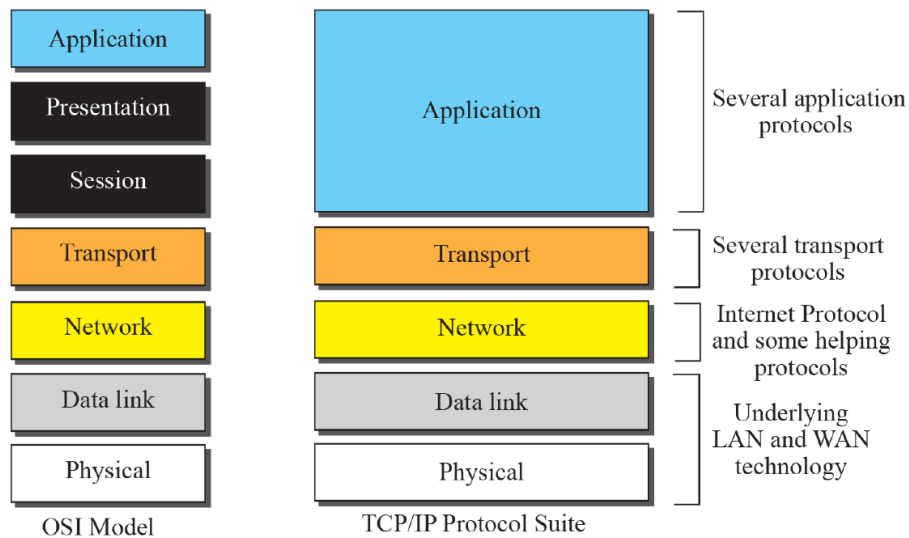 Application
Presentation
Session
Transport
Network
Data link
Physical
OSI Model
Application
Transport
Network
Data link
Physical
TCP/IP Protocol Suite
Several application
protocols
Several transport
protocols
Internet Protocol
and some helping
protocols
Underlying
LAN and WAN
technology